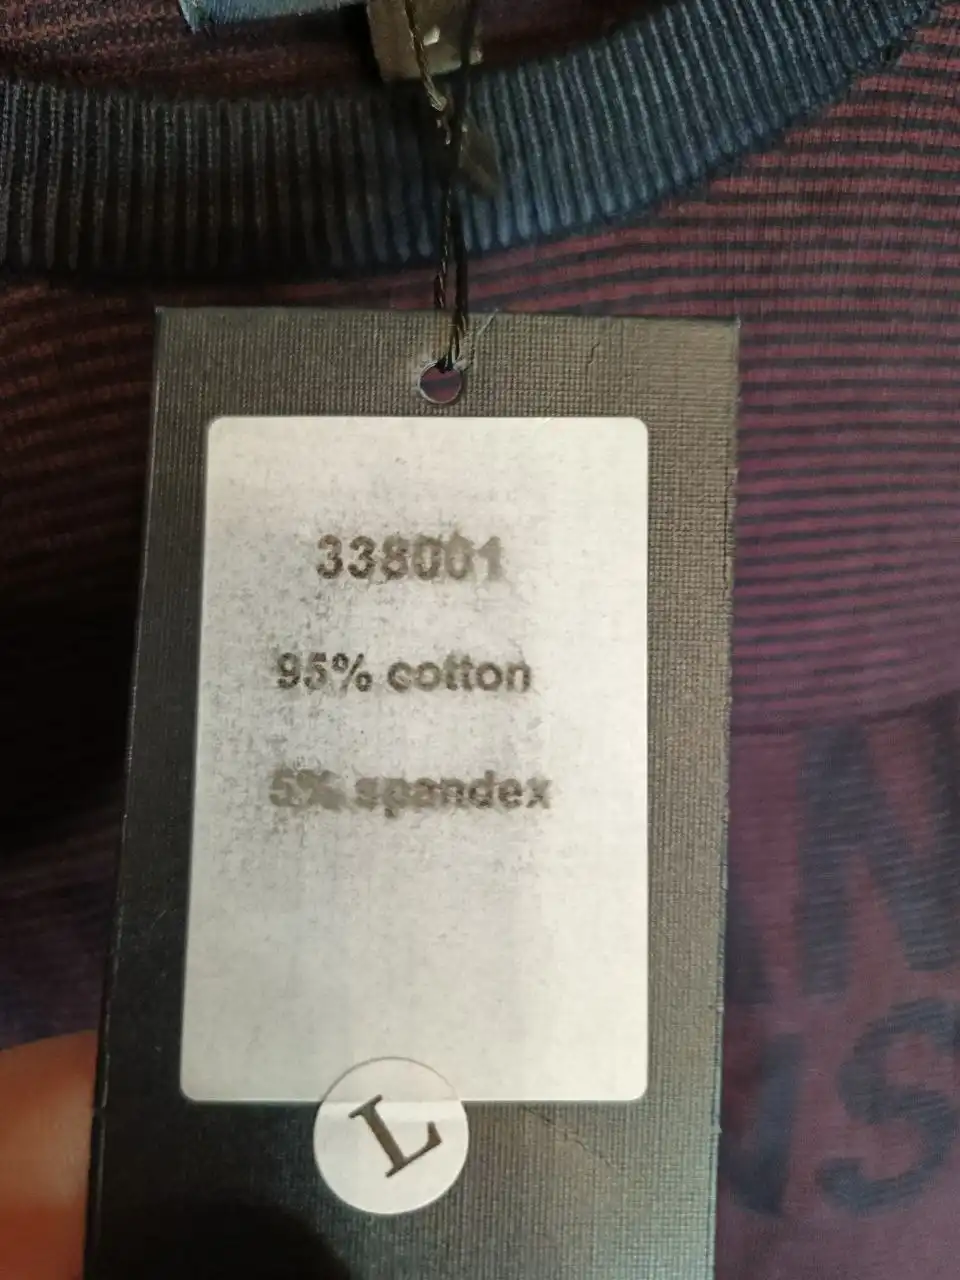 338001
95% cotton
5% spandex
L